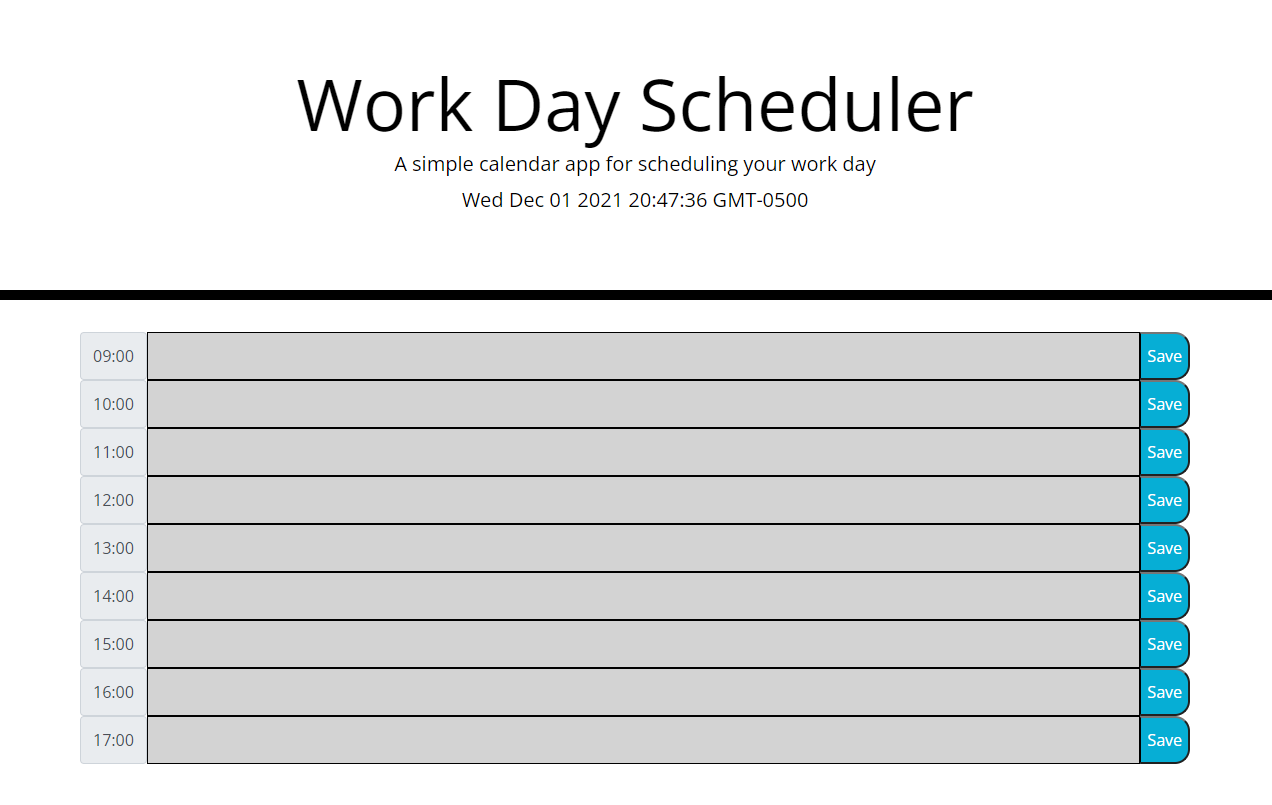 Work Day Scheduler
A simple calendar app for scheduling your work day
Wed Dec 01 2021 20:47:36 GMT-0500
09:00 Save
10:00 Save
11:00 Save
12:00 Save
13:00 Save
14:00 Save
15:00 Save
16:00 Save
17:00 Save